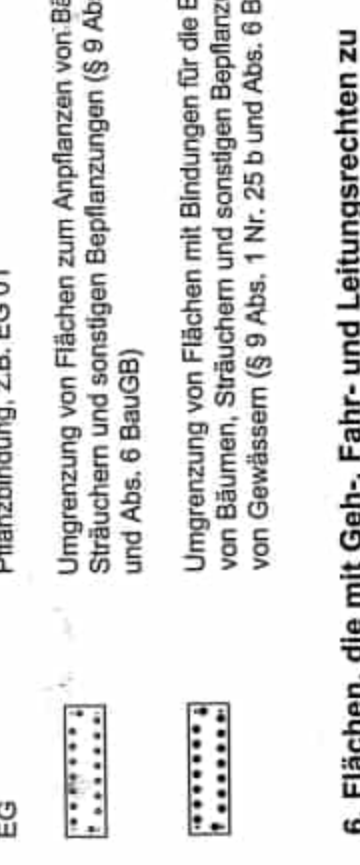 EG
Pflanzbindung, z.B. EG 01
Umgrenzung von Flächen zum Anpflanzen von
Sträuchern und sonstigen Bepflanzungen (§ 9
und Abs. 6 BauGB)
Umgrenzung von Flächen mit Bindungen für die
von Bäumen, Sträuchern und sonstigen
von Gewässern (§ 9 Abs. 1 Nr. 25 b und Abs. 6
6. Flächen, die mit Geh-, Fahr- und Leitungsrechten zu